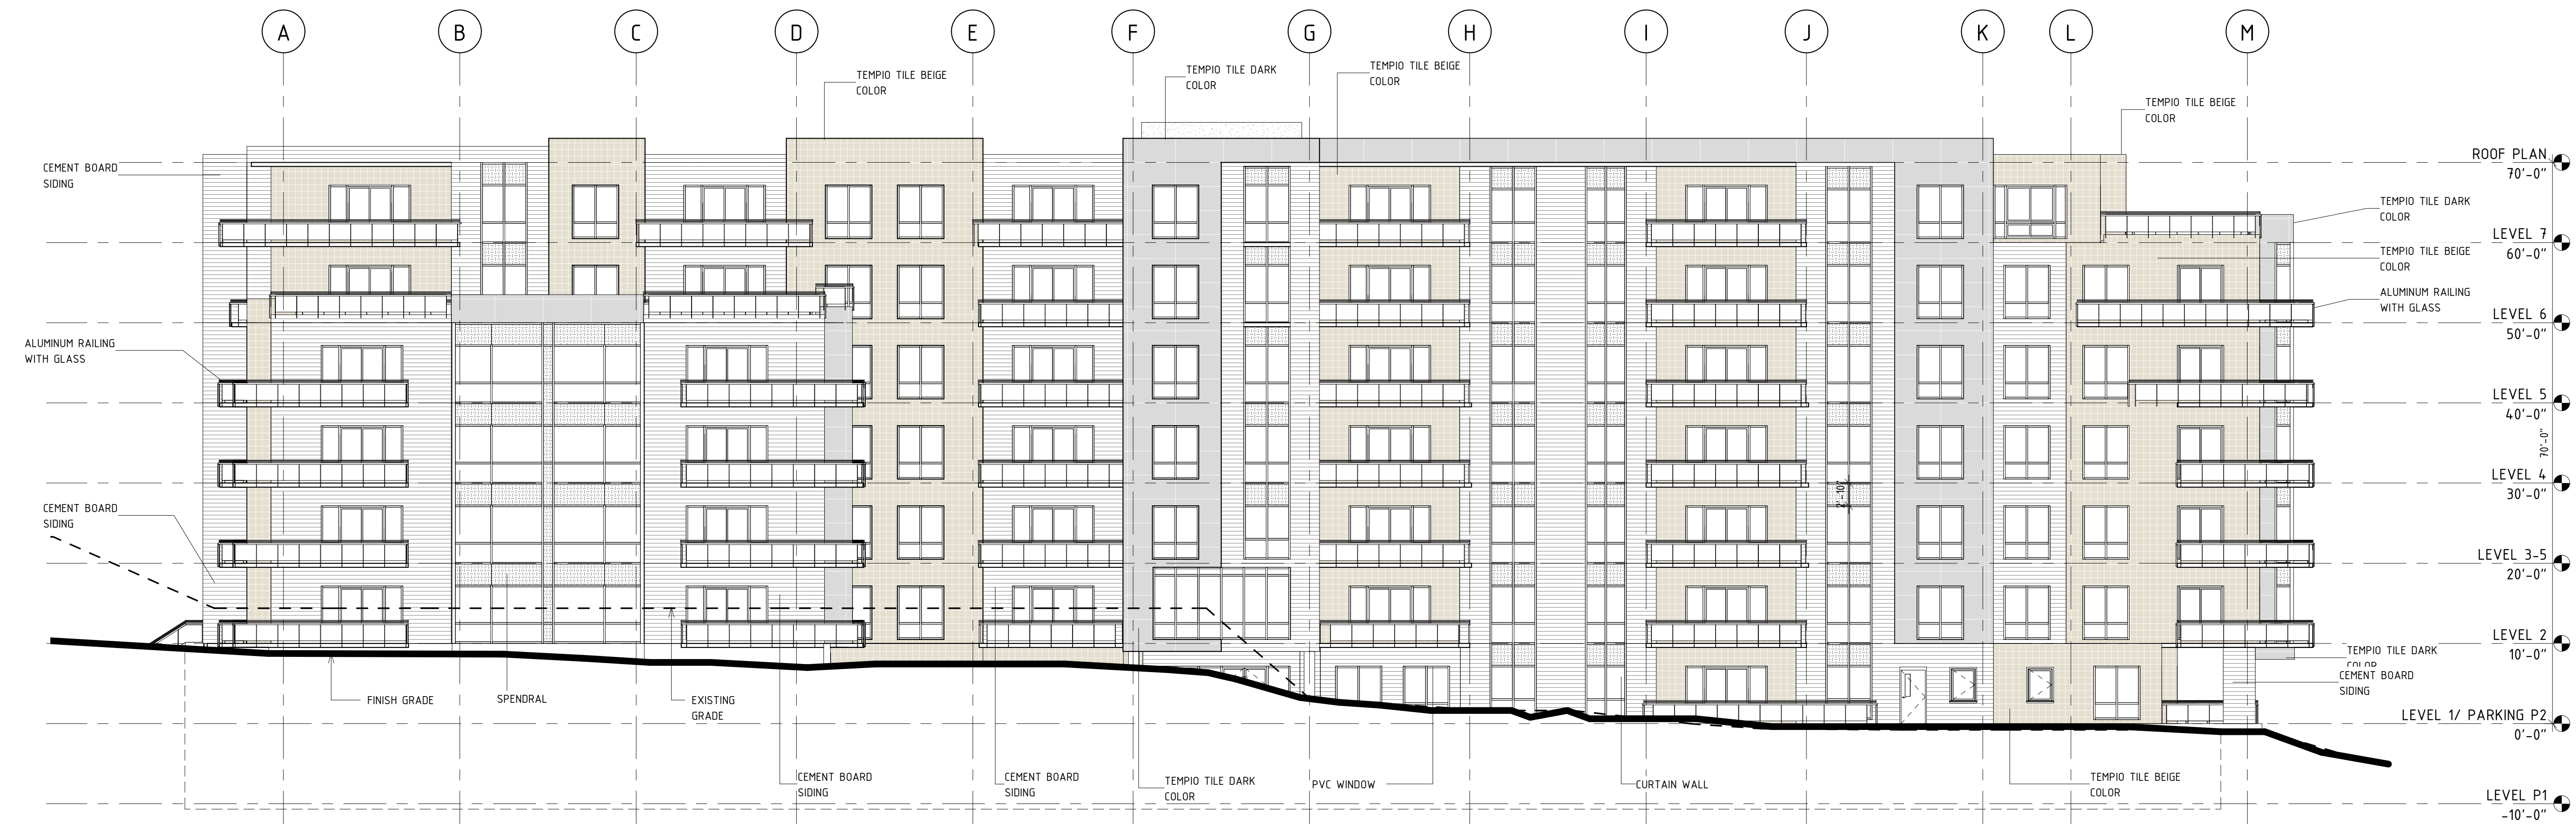 A B C D E F G H I J K L M
TEMPIO TILE BEIGE
COLOR
TEMPIO TILE DARK
COLOR
TEMPIO TILE BEIGE
COLOR
TEMPIO TILE BEIGE
COLOR
CEMENT BOARD
SIDING
ROOF PLAN
70'-0"
TEMPIO TILE DARK
COLOR
LEVEL 7
60'-0"
TEMPIO TILE BEIGE
COLOR
ALUMINUM RAILING
WITH GLASS
LEVEL 6
50'-0"
ALUMINUM RAILING
WITH GLASS
LEVEL 5
40'-0"
70'-0"
LEVEL 4
30'-0"
2'-10"
CEMENT BOARD
SIDING
LEVEL 3-5
20'-0"
LEVEL 2
10'-0"
TEMPIO TILE DARK
COLOR
CEMENT BOARD
SIDING
FINISH GRADE
SPENDRAL
EXISTING
GRADE
LEVEL 1/ PARKING P2
0'-0"
CEMENT BOARD
SIDING
CEMENT BOARD
SIDING
TEMPIO TILE DARK
COLOR
PVC WINDOW
CURTAIN WALL
TEMPIO TILE BEIGE
COLOR
LEVEL P1
-10'-0"